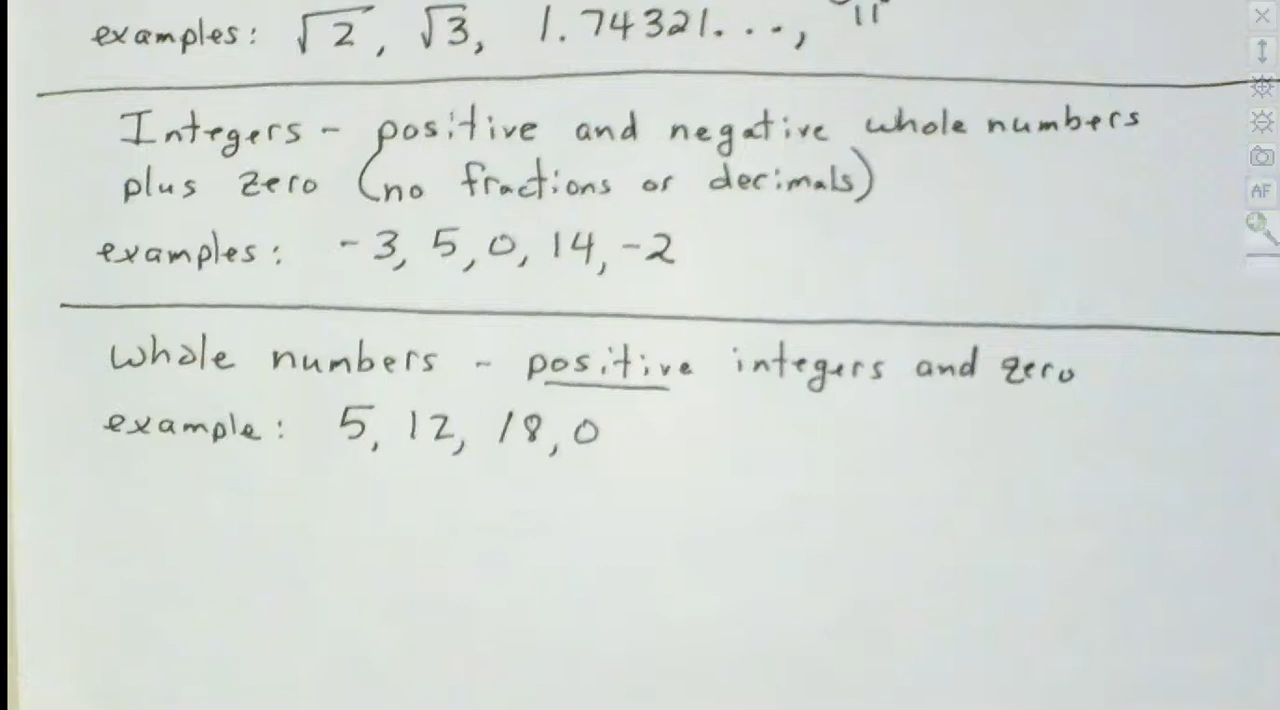 examples: √2, √3, 1.74321..., π
Integers - positive and negative whole numbers
plus zero (no fractions or decimals)
examples: -3, 5, 0, 14, -2
Whole numbers - positive integers and zero
example: 5, 12, 18, 0
AF